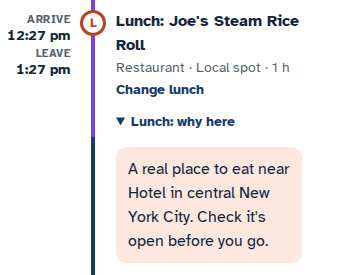 ARRIVE
12:27 pm
LEAVE
1:27 pm
L
Lunch: Joe's Steam Rice
Roll
Restaurant · Local spot · 1 h
Change lunch
▼ Lunch: why here
A real place to eat near
Hotel in central New
York City. Check it's
open before you go.